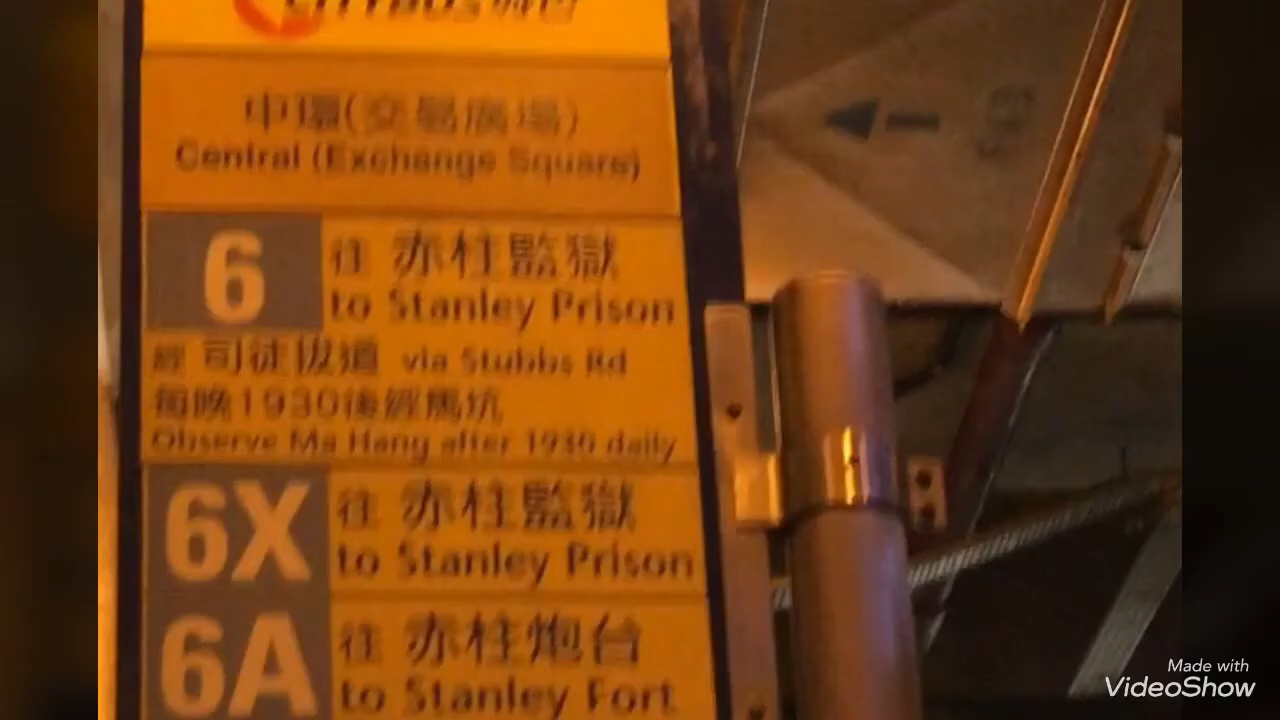 CITYBUS 城巴
中環(交易廣場)
Central (Exchange Square)
6
往 赤柱監獄
to Stanley Prison
經 司徒拔道 via Stubbs Rd
每晚1930後經馬坑
Observe Ma Hang after 1930 daily
6X
往 赤柱監獄
to Stanley Prison
6A
往 赤柱炮台
to Stanley Fort
Made with
VideoShow